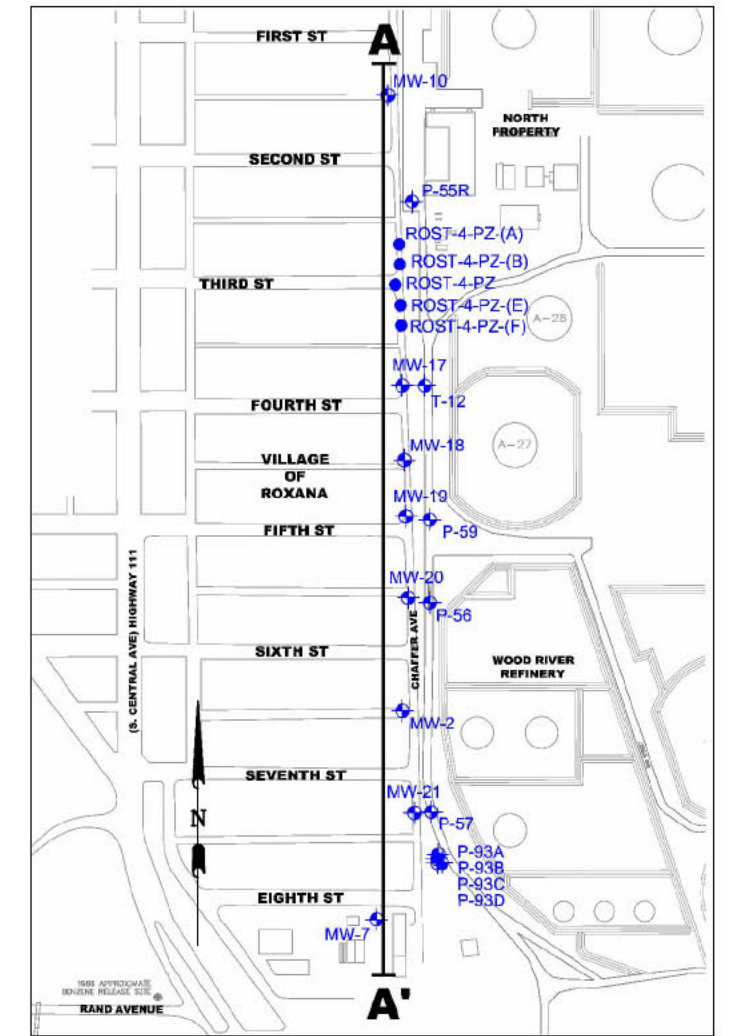 FIRST ST
A
MW-10
NORTH
PROPERTY
SECOND ST
P-55R
ROST-4-PZ-(A)
ROST-4-PZ-(B)
THIRD ST
ROST-4-PZ
ROST-4-PZ-(E)
ROST-4-PZ-(F)
A-28
MW-17
T-12
FOURTH ST
MW-18
A-27
VILLAGE
OF
ROXANA
MW-19
FIFTH ST
P-59
(S. CENTRAL AVE) HIGHWAY 111
MW-20
P-56
CHAFFER AVE
SIXTH ST
WOOD RIVER
REFINERY
MW-2
SEVENTH ST
MW-21
N
P-57
P-93A
P-93B
P-93C
P-93D
EIGHTH ST
MW-7
1986 APPROXIMATE
BENZENE RELEASE SITE
RAND AVENUE
A'